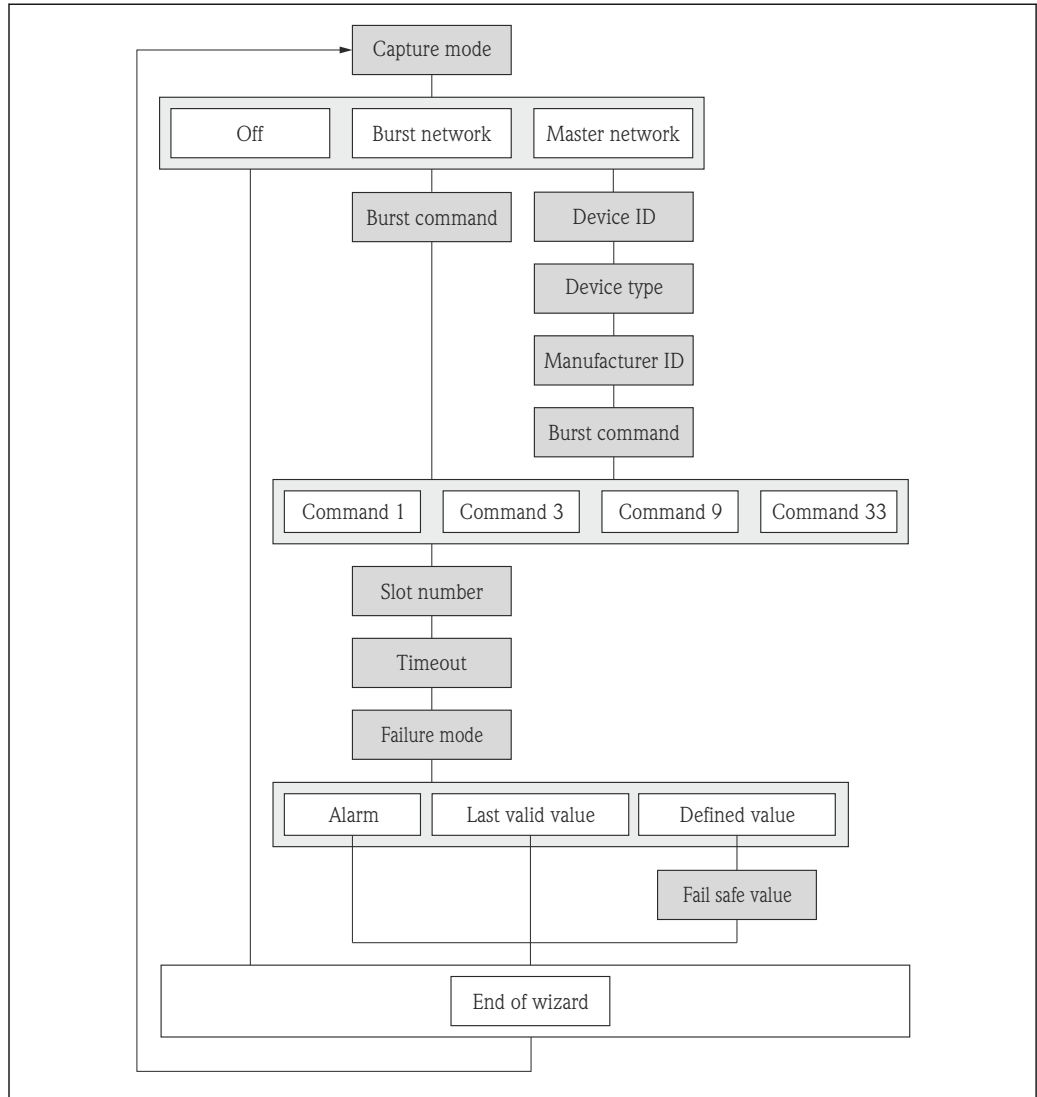 Capture mode
Off
Burst network
Master network
Burst command
Device ID
Device type
Manufacturer ID
Burst command
Command 1
Command 3
Command 9
Command 33
Slot number
Timeout
Failure mode
Alarm
Last valid value
Defined value
Fail safe value
End of wizard